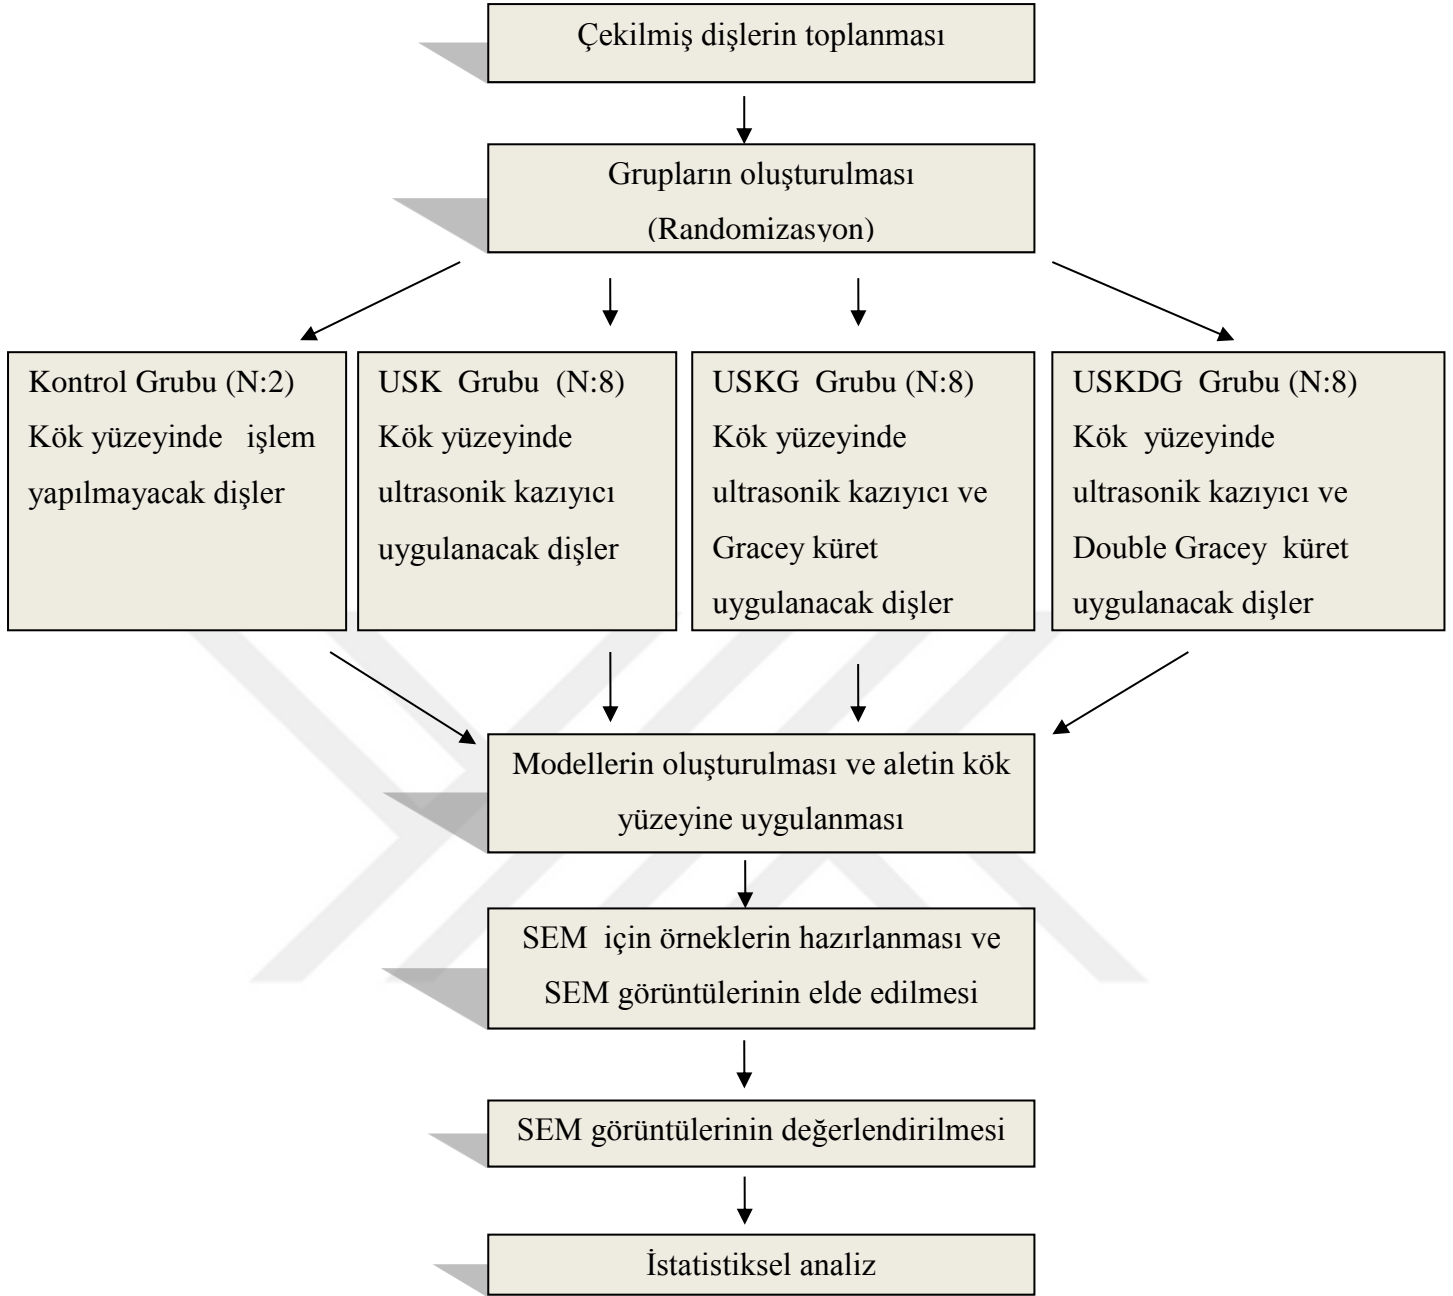 Çekilmiş dişlerin toplanması
Grupların oluşturulması
(Randomizasyon)
Kontrol Grubu (N:2)
Kök yüzeyinde işlem
yapılmayacak dişler
USK Grubu (N:8)
Kök yüzeyinde
ultrasonik kazıyıcı
uygulanacak dişler
USKG Grubu (N:8)
Kök yüzeyinde
ultrasonik kazıyıcı ve
Gracey küret
uygulanacak dişler
USKDG Grubu (N:8)
Kök yüzeyinde
ultrasonik kazıyıcı ve
Double Gracey küret
uygulanacak dişler
Modellerin oluşturulması ve aletin kök
yüzeyine uygulanması
SEM için örneklerin hazırlanması ve
SEM görüntülerinin elde edilmesi
SEM görüntülerinin değerlendirilmesi
İstatistiksel analiz